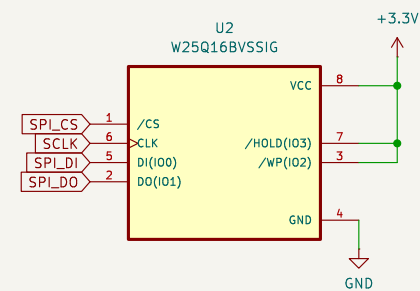 +3.3V
U2
W25Q16BVSSIG
VCC 8
SPI_CS 1 /CS
SCLK 6 CLK /HOLD(IO3) 7
SPI_DI 5 DI(IO0) /WP(IO2) 3
SPI_DO 2 DO(IO1)
GND 4
GND